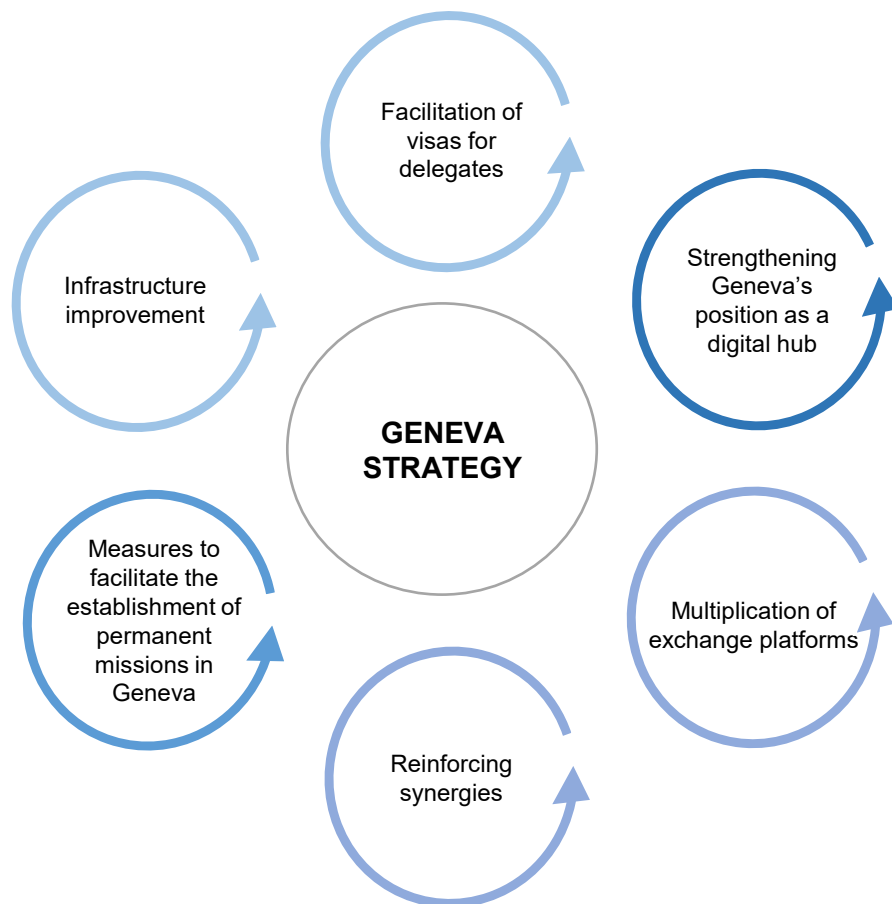 Facilitation of
visas for
delegates
Infrastructure
improvement
Strengthening
Geneva’s
position as a
digital hub
GENEVA
STRATEGY
Measures to
facilitate the
establishment of
permanent
missions in
Geneva
Multiplication of
exchange platforms
Reinforcing
synergies